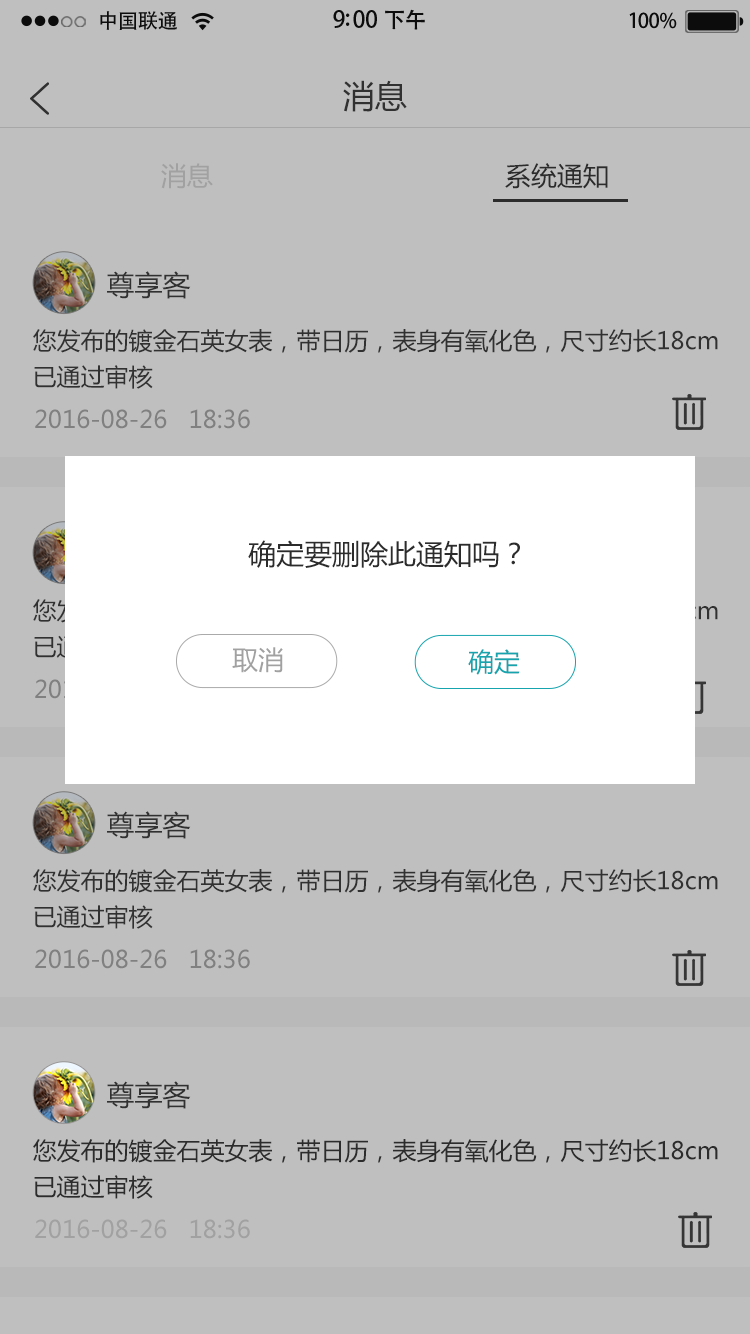 中国联通 9:00 下午 100%
消息
消息 系统通知
尊享客
您发布的镀金石英女表，带日历，表身有氧化色，尺寸约长18cm
已通过审核
2016-08-26 18:36
确定要删除此通知吗？
取消 确定
尊享客
您发布的镀金石英女表，带日历，表身有氧化色，尺寸约长18cm
已通过审核
2016-08-26 18:36
尊享客
您发布的镀金石英女表，带日历，表身有氧化色，尺寸约长18cm
已通过审核
2016-08-26 18:36